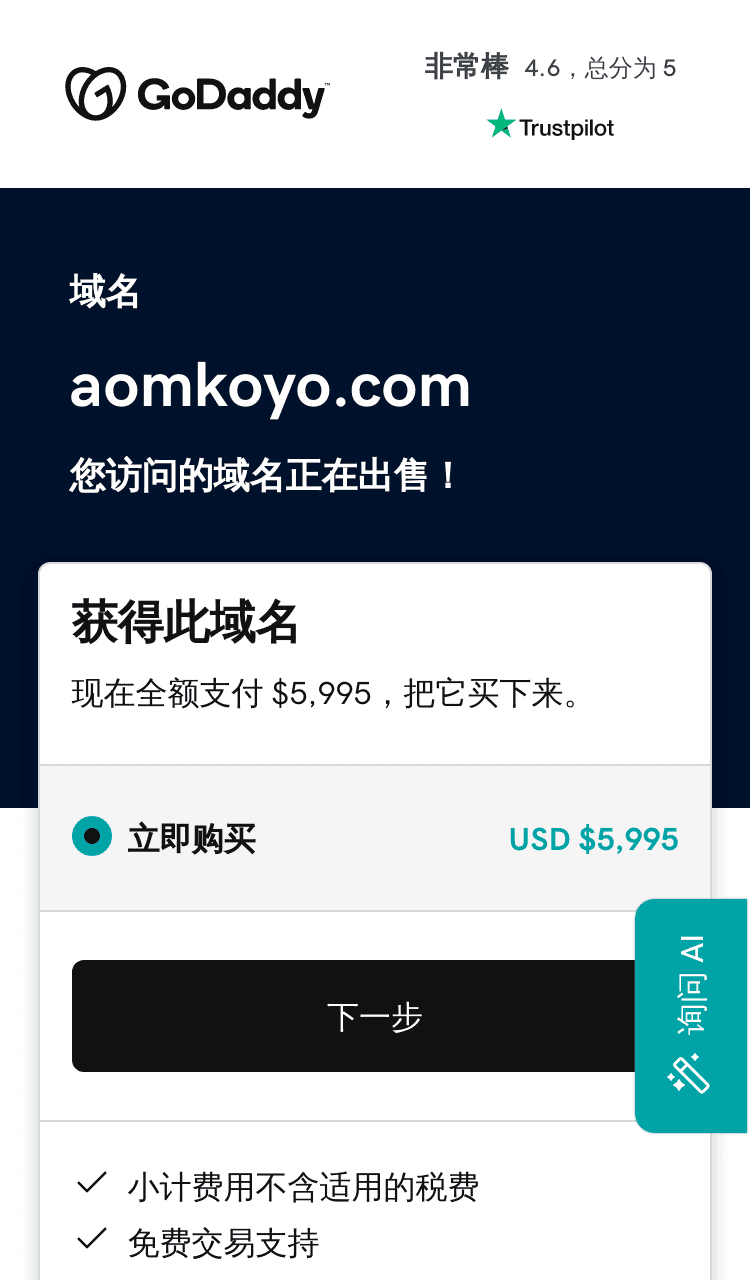 GoDaddy™
非常棒 4.6，总分为 5
Trustpilot
域名
aomkoyo.com
您访问的域名正在出售！
获得此域名
现在全额支付 $5,995，把它买下来。
立即购买 USD $5,995
询问 AI
下一步
小计费用不含适用的税费
免费交易支持